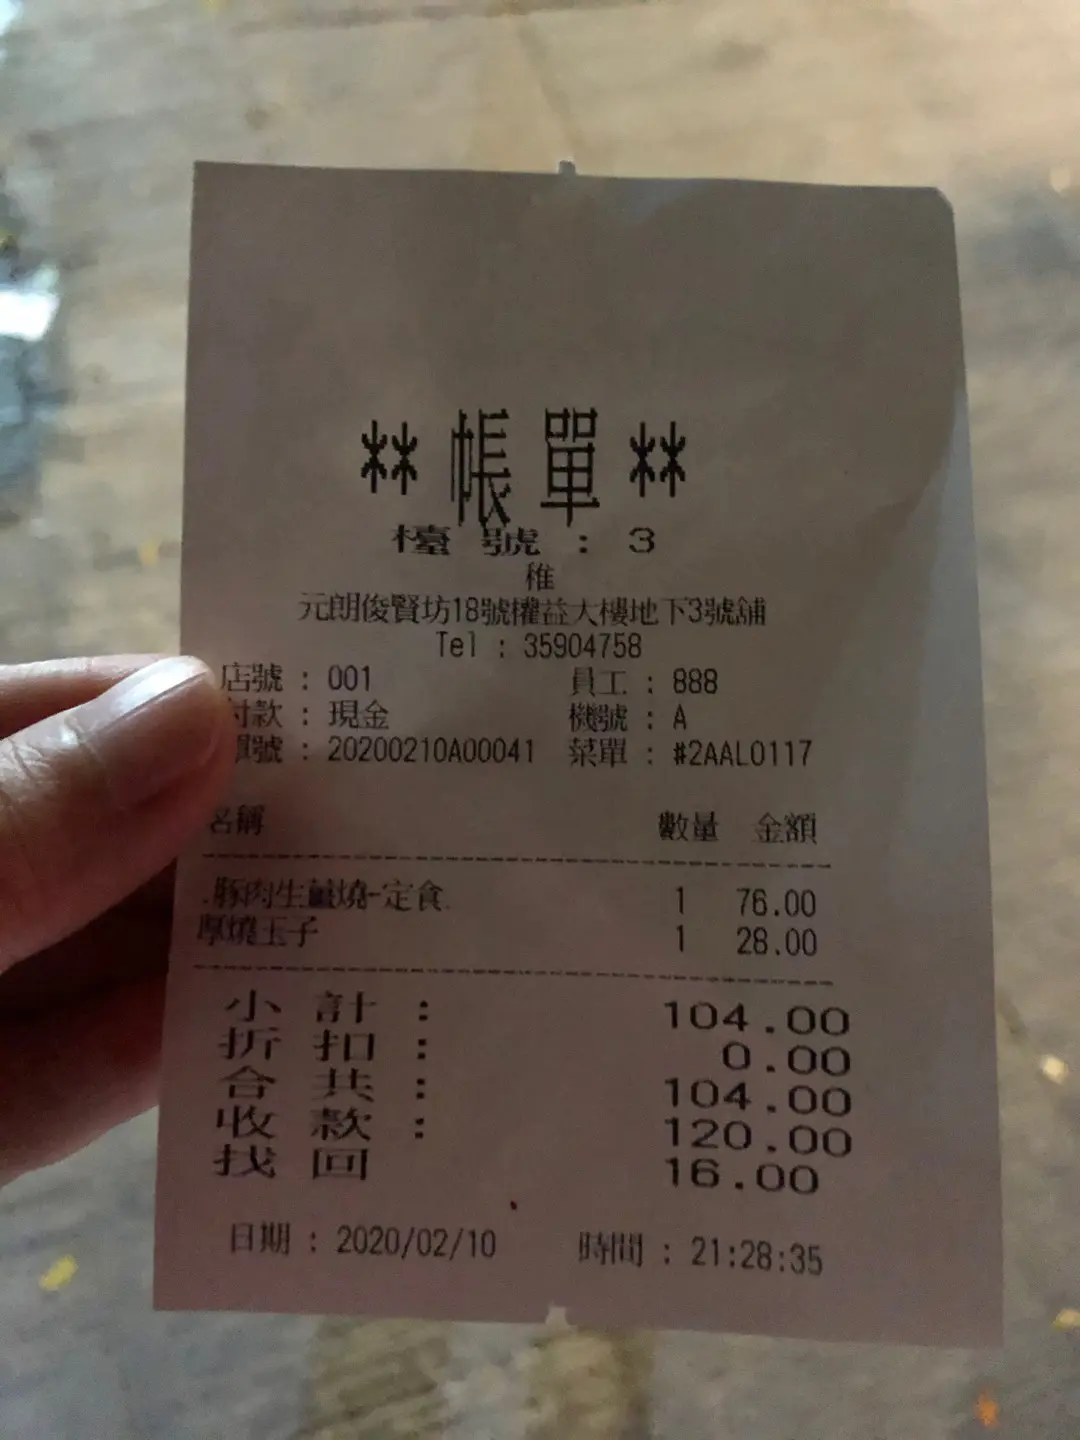 **帳單**
檯號：3
稚
元朗俊賢坊18號權益大樓地下3號舖
Tel : 35904758
店號 : 001 員工 : 888
付款 : 現金 機號 : A
單號 : 20200210A00041 菜單 : #2AAL0117
名稱 數量 金額
.豚肉生薑燒-定食. 1 76.00
厚燒玉子 1 28.00
小計： 104.00
折扣： 0.00
合共： 104.00
收款： 120.00
找回 16.00
日期 : 2020/02/10 時間 : 21:28:35